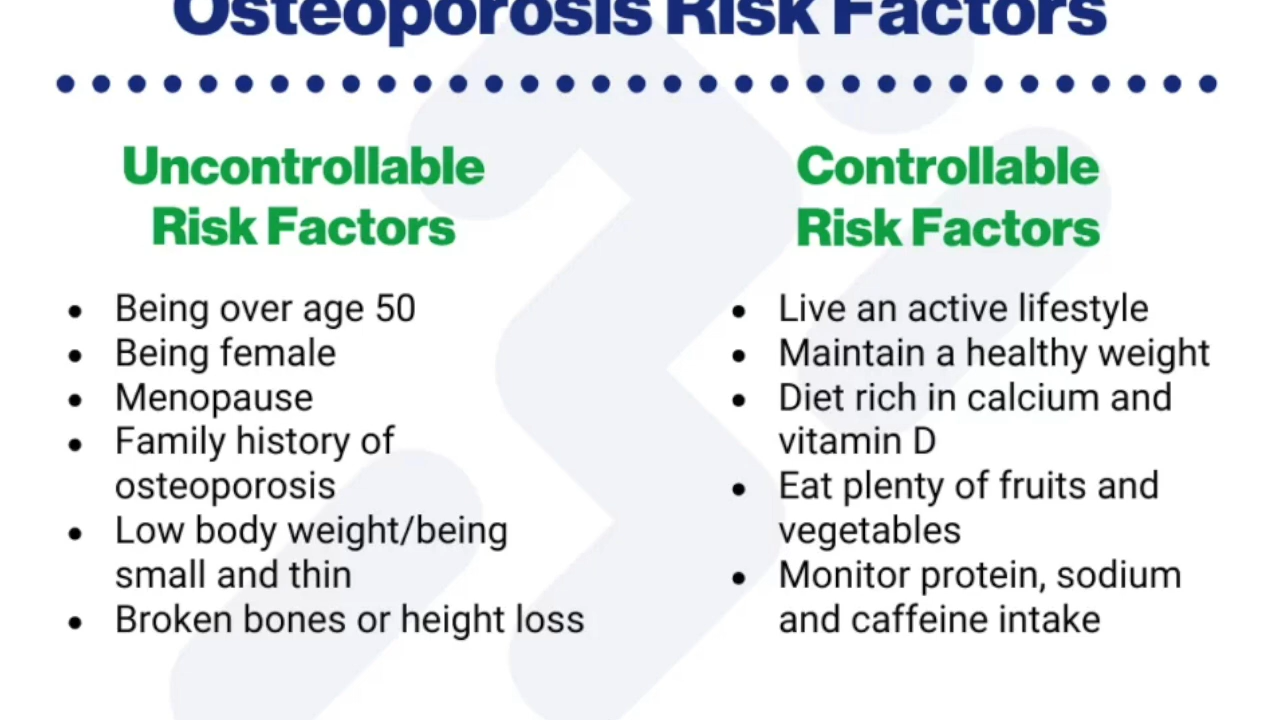 Osteoporosis Risk Factors
Uncontrollable
Risk Factors
• Being over age 50
• Being female
• Menopause
• Family history of
osteoporosis
• Low body weight/being
small and thin
• Broken bones or height loss
Controllable
Risk Factors
• Live an active lifestyle
• Maintain a healthy weight
• Diet rich in calcium and
vitamin D
• Eat plenty of fruits and
vegetables
• Monitor protein, sodium
and caffeine intake